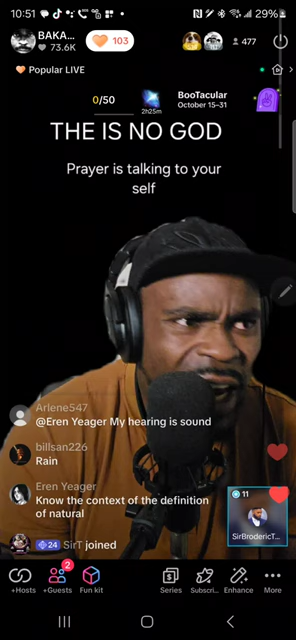 10:51
29%
BAKA...
73.6K
103
477
Popular LIVE
0/50
2h25m
BooTacular
October 15–31
THE IS NO GOD
Prayer is talking to your
self
Arlene547
@Eren Yeager My hearing is sound
billsan226
Rain
Eren Yeager
Know the context of the definition
of natural
24 SirT joined
11
SirBrodericT...
2
+Hosts
+Guests
Fun kit
Series
Subscri...
Enhance
More